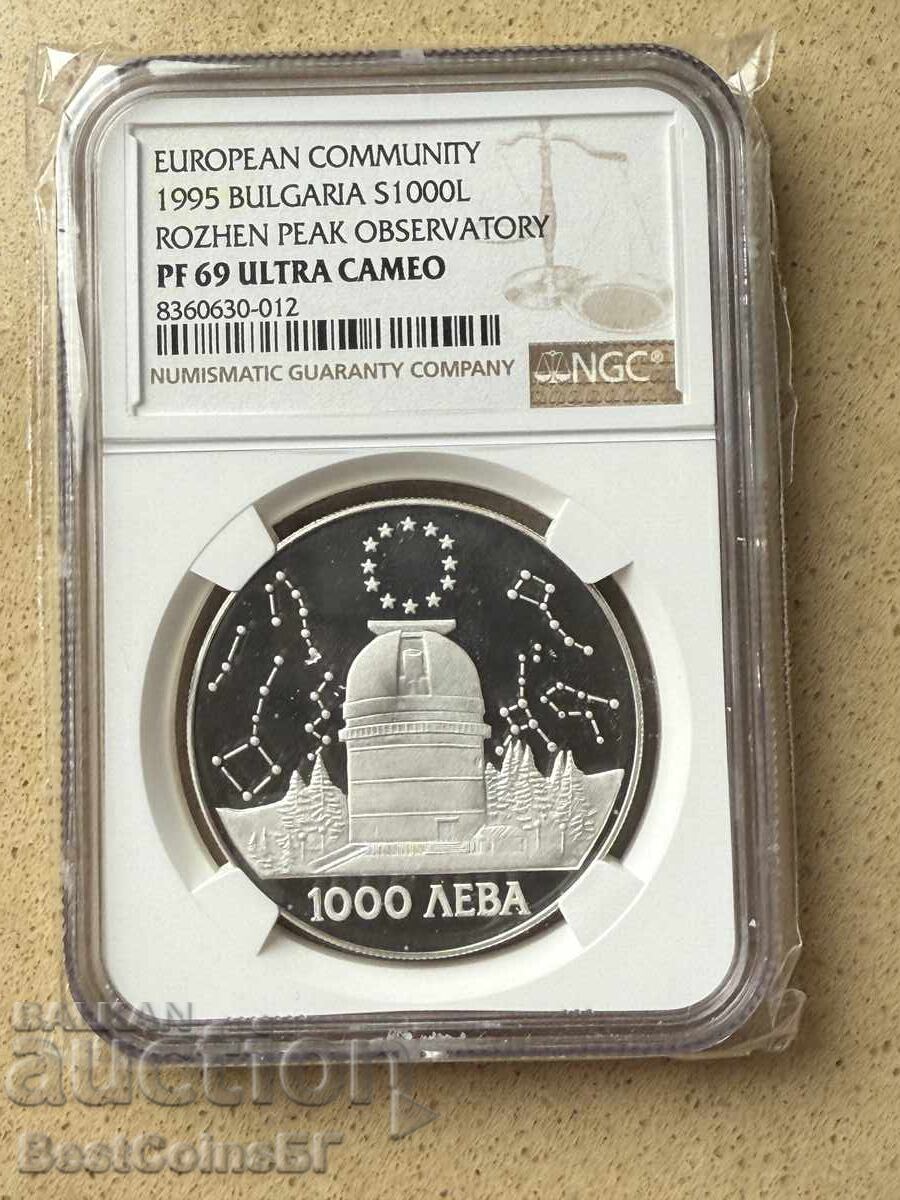 EUROPEAN COMMUNITY
1995 BULGARIA S1000L
ROZHEN PEAK OBSERVATORY
PF 69 ULTRA CAMEO
8360630-012
NUMISMATIC GUARANTY COMPANY
NGC®
1000 ЛЕВА
BALKAN
auction
BestCoinsБГ